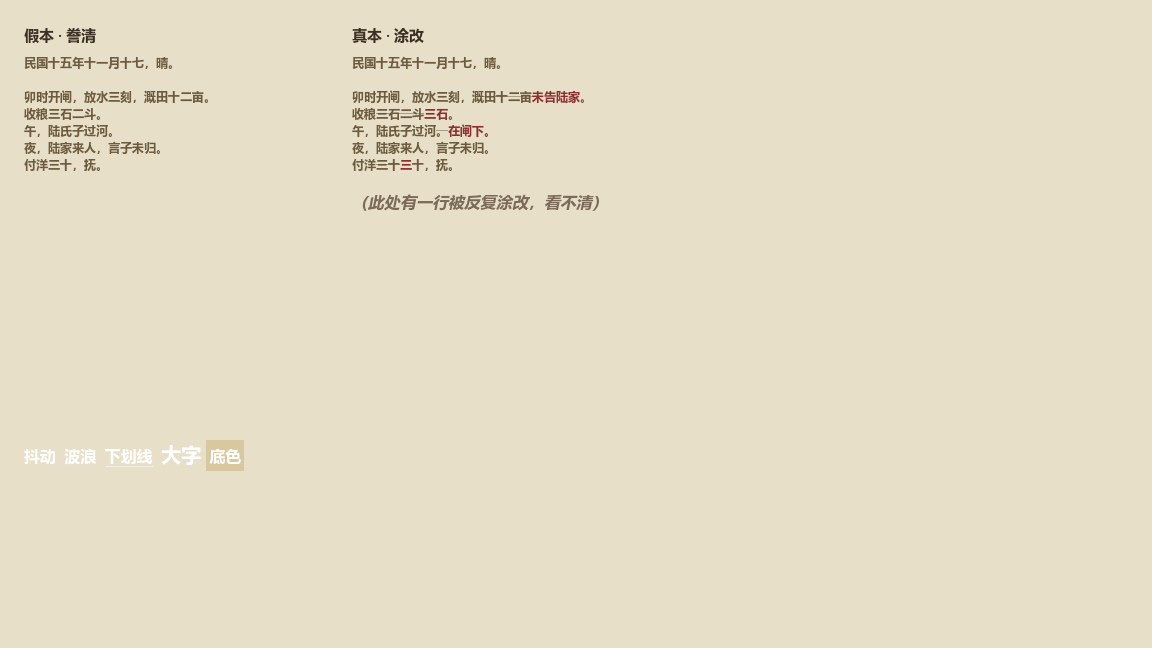 假本 · 誊清
民国十五年十一月十七，晴。
卯时开闸，放水三刻，溉田十二亩。
收粮三石二斗。
午，陆氏子过河。
夜，陆家来人，言子未归。
付洋三十，抚。
真本 · 涂改
民国十五年十一月十七，晴。
卯时开闸，放水三刻，溉田十二亩未告陆家。
收粮三石二斗三石。
午，陆氏子过河。在闸下。
夜，陆家来人，言子未归。
付洋三十三十，抚。
（此处有一行被反复涂改，看不清）
抖动 波浪 下划线 大字 底色